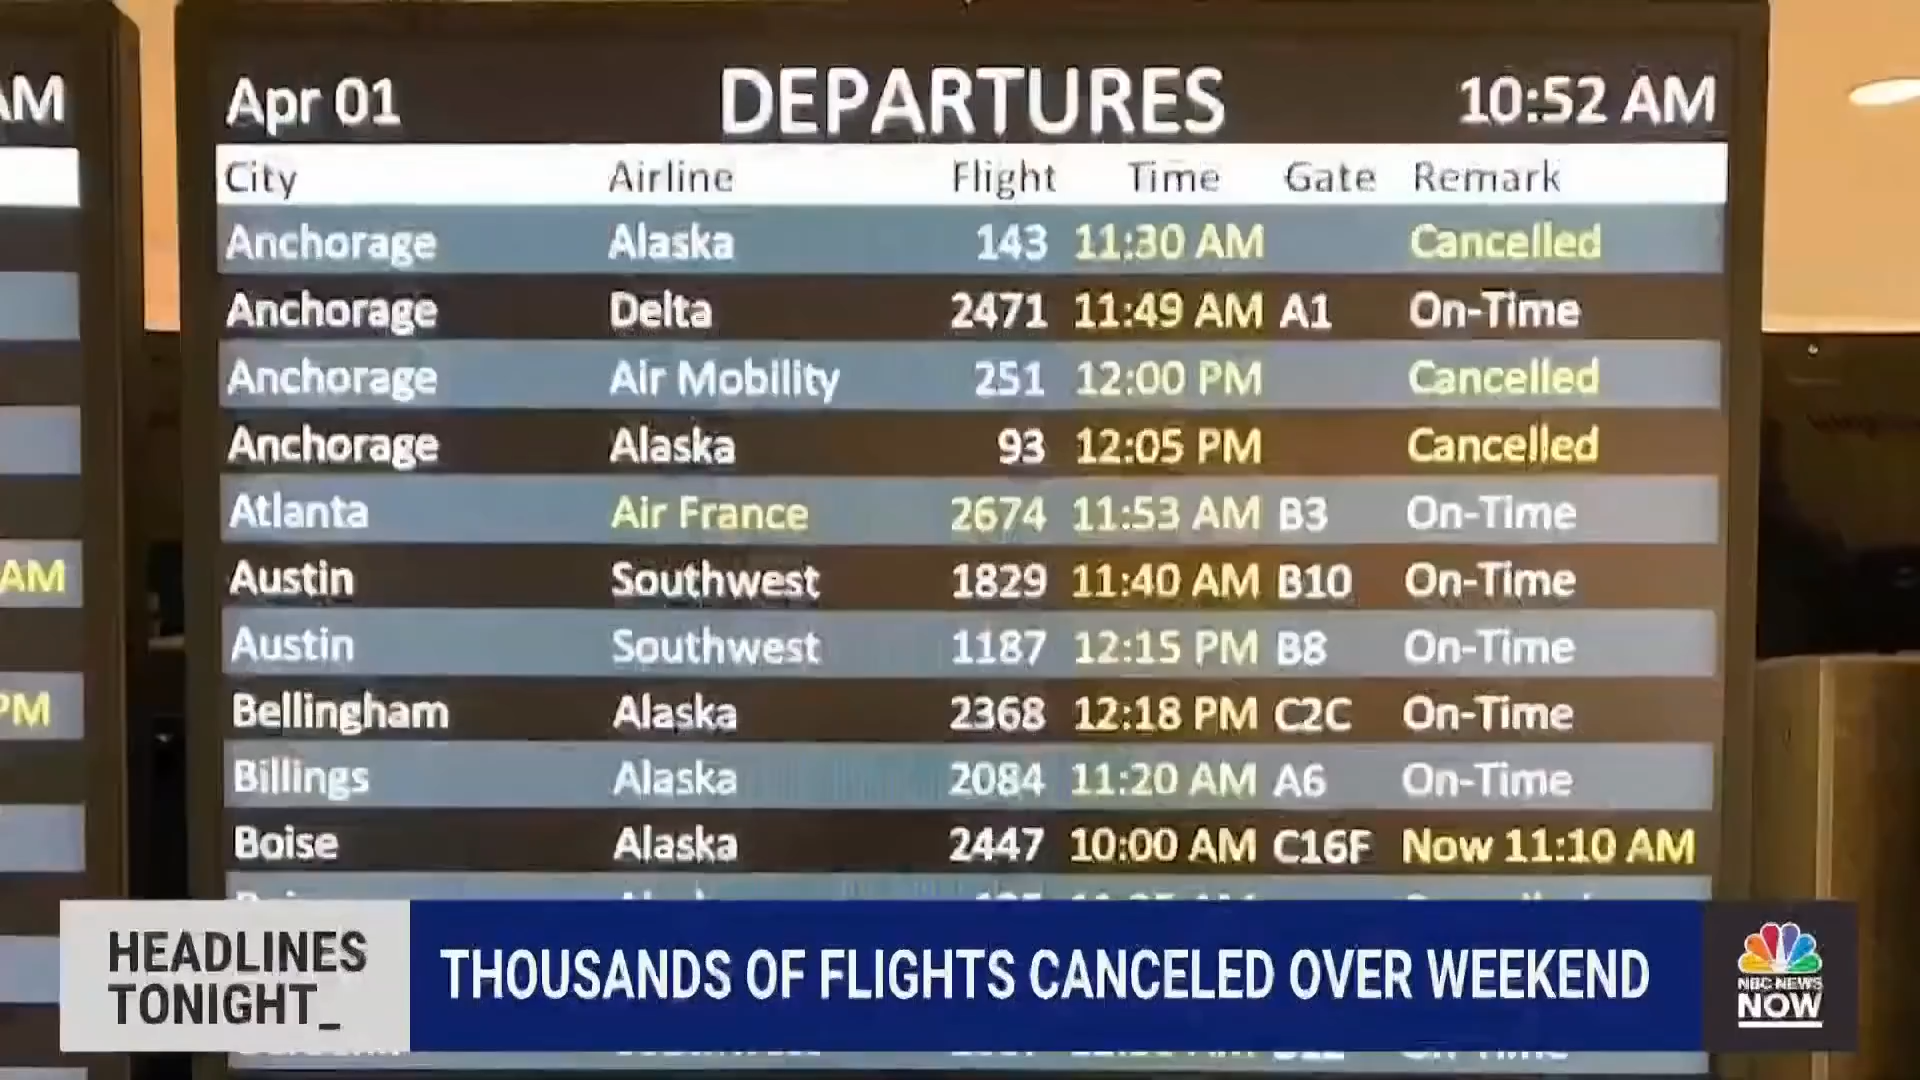 AM
Apr 01 DEPARTURES 10:52 AM
City Airline Flight Time Gate Remark
Anchorage Alaska 143 11:30 AM Cancelled
Anchorage Delta 2471 11:49 AM A1 On-Time
Anchorage Air Mobility 251 12:00 PM Cancelled
Anchorage Alaska 93 12:05 PM Cancelled
Atlanta Air France 2674 11:53 AM B3 On-Time
AM
Austin Southwest 1829 11:40 AM B10 On-Time
Austin Southwest 1187 12:15 PM B8 On-Time
PM
Bellingham Alaska 2368 12:18 PM C2C On-Time
Billings Alaska 2084 11:20 AM A6 On-Time
Boise Alaska 2447 10:00 AM C16F Now 11:10 AM
HEADLINES
TONIGHT_
THOUSANDS OF FLIGHTS CANCELED OVER WEEKEND
NBC NEWS
NOW